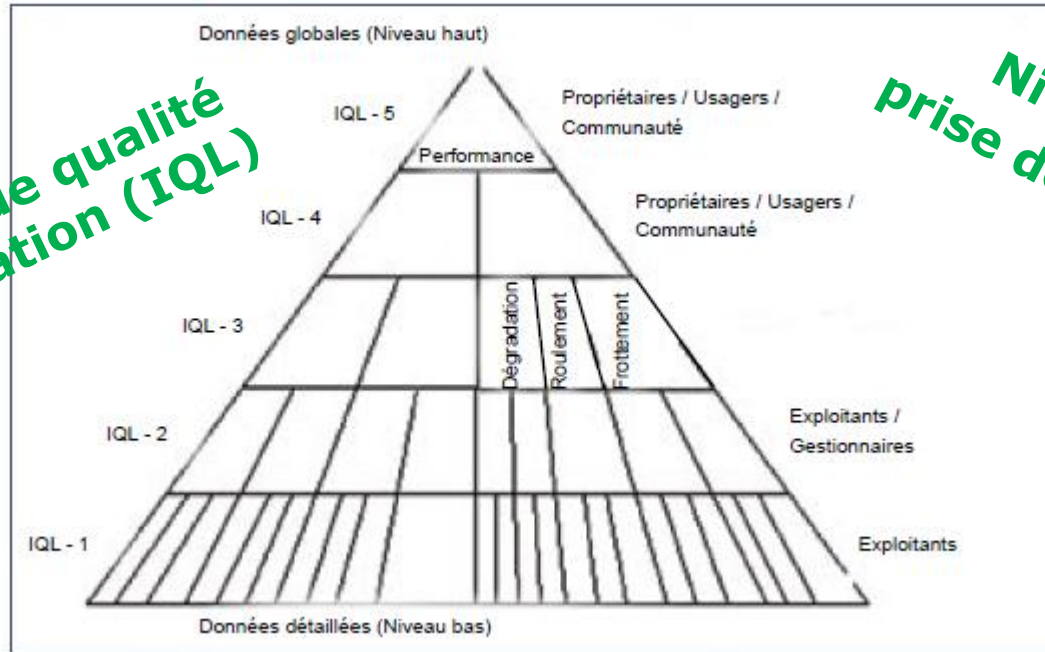 Données globales (Niveau haut)
de qualité
(IQL)
prise
IQL - 5
Propriétaires / Usagers /
Communauté
Performance
IQL - 4
Propriétaires / Usagers /
Communauté
IQL - 3
Dégradation
Roulement
Frottement
IQL - 2
Exploitants /
Gestionnaires
IQL - 1
Exploitants
Données détaillées (Niveau bas)